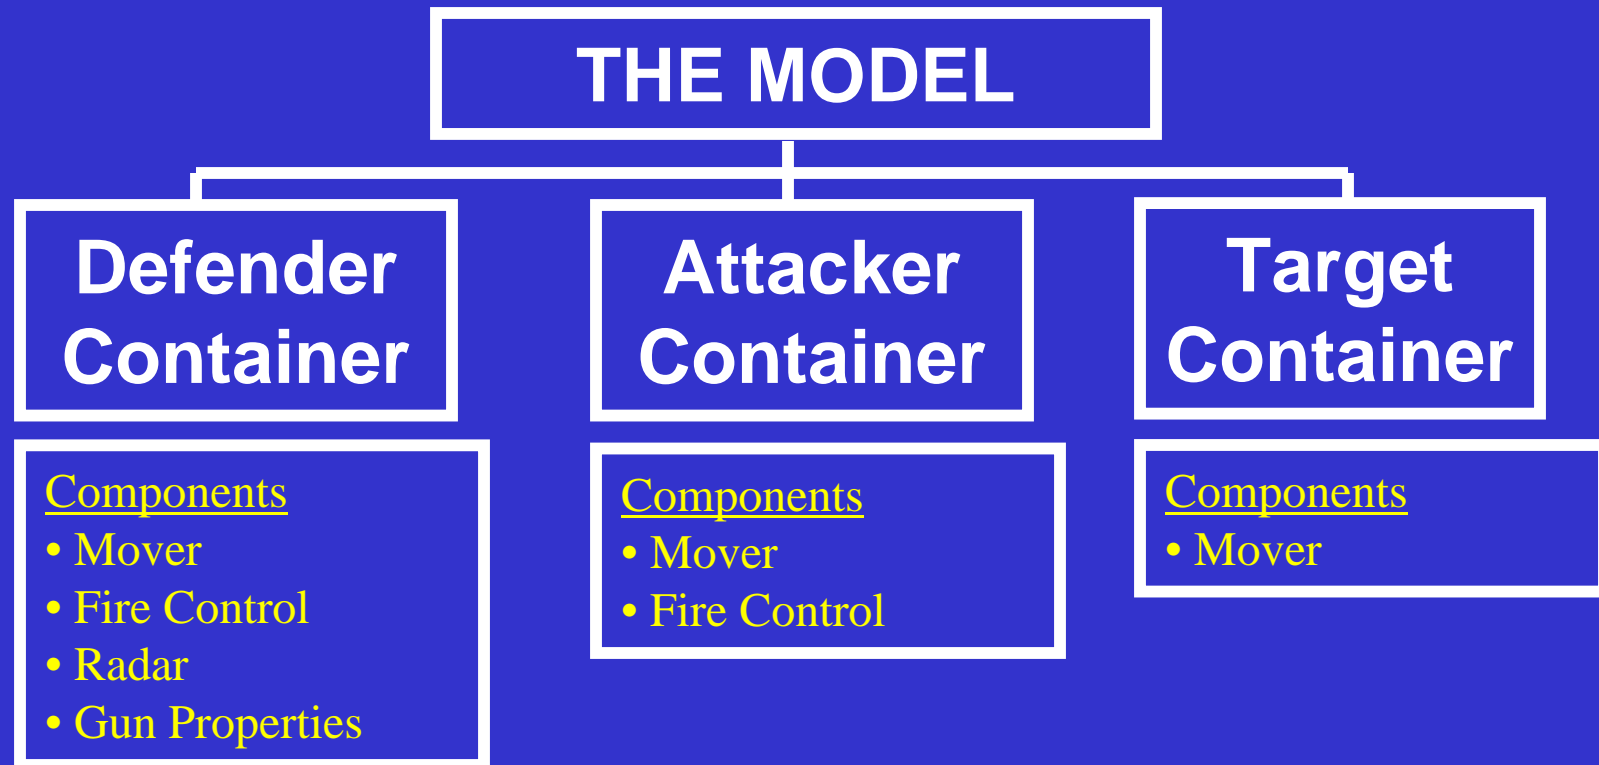 THE MODEL
Defender
Container
Components
• Mover
• Fire Control
• Radar
• Gun Properties
Attacker
Container
Components
• Mover
• Fire Control
Target
Container
Components
• Mover